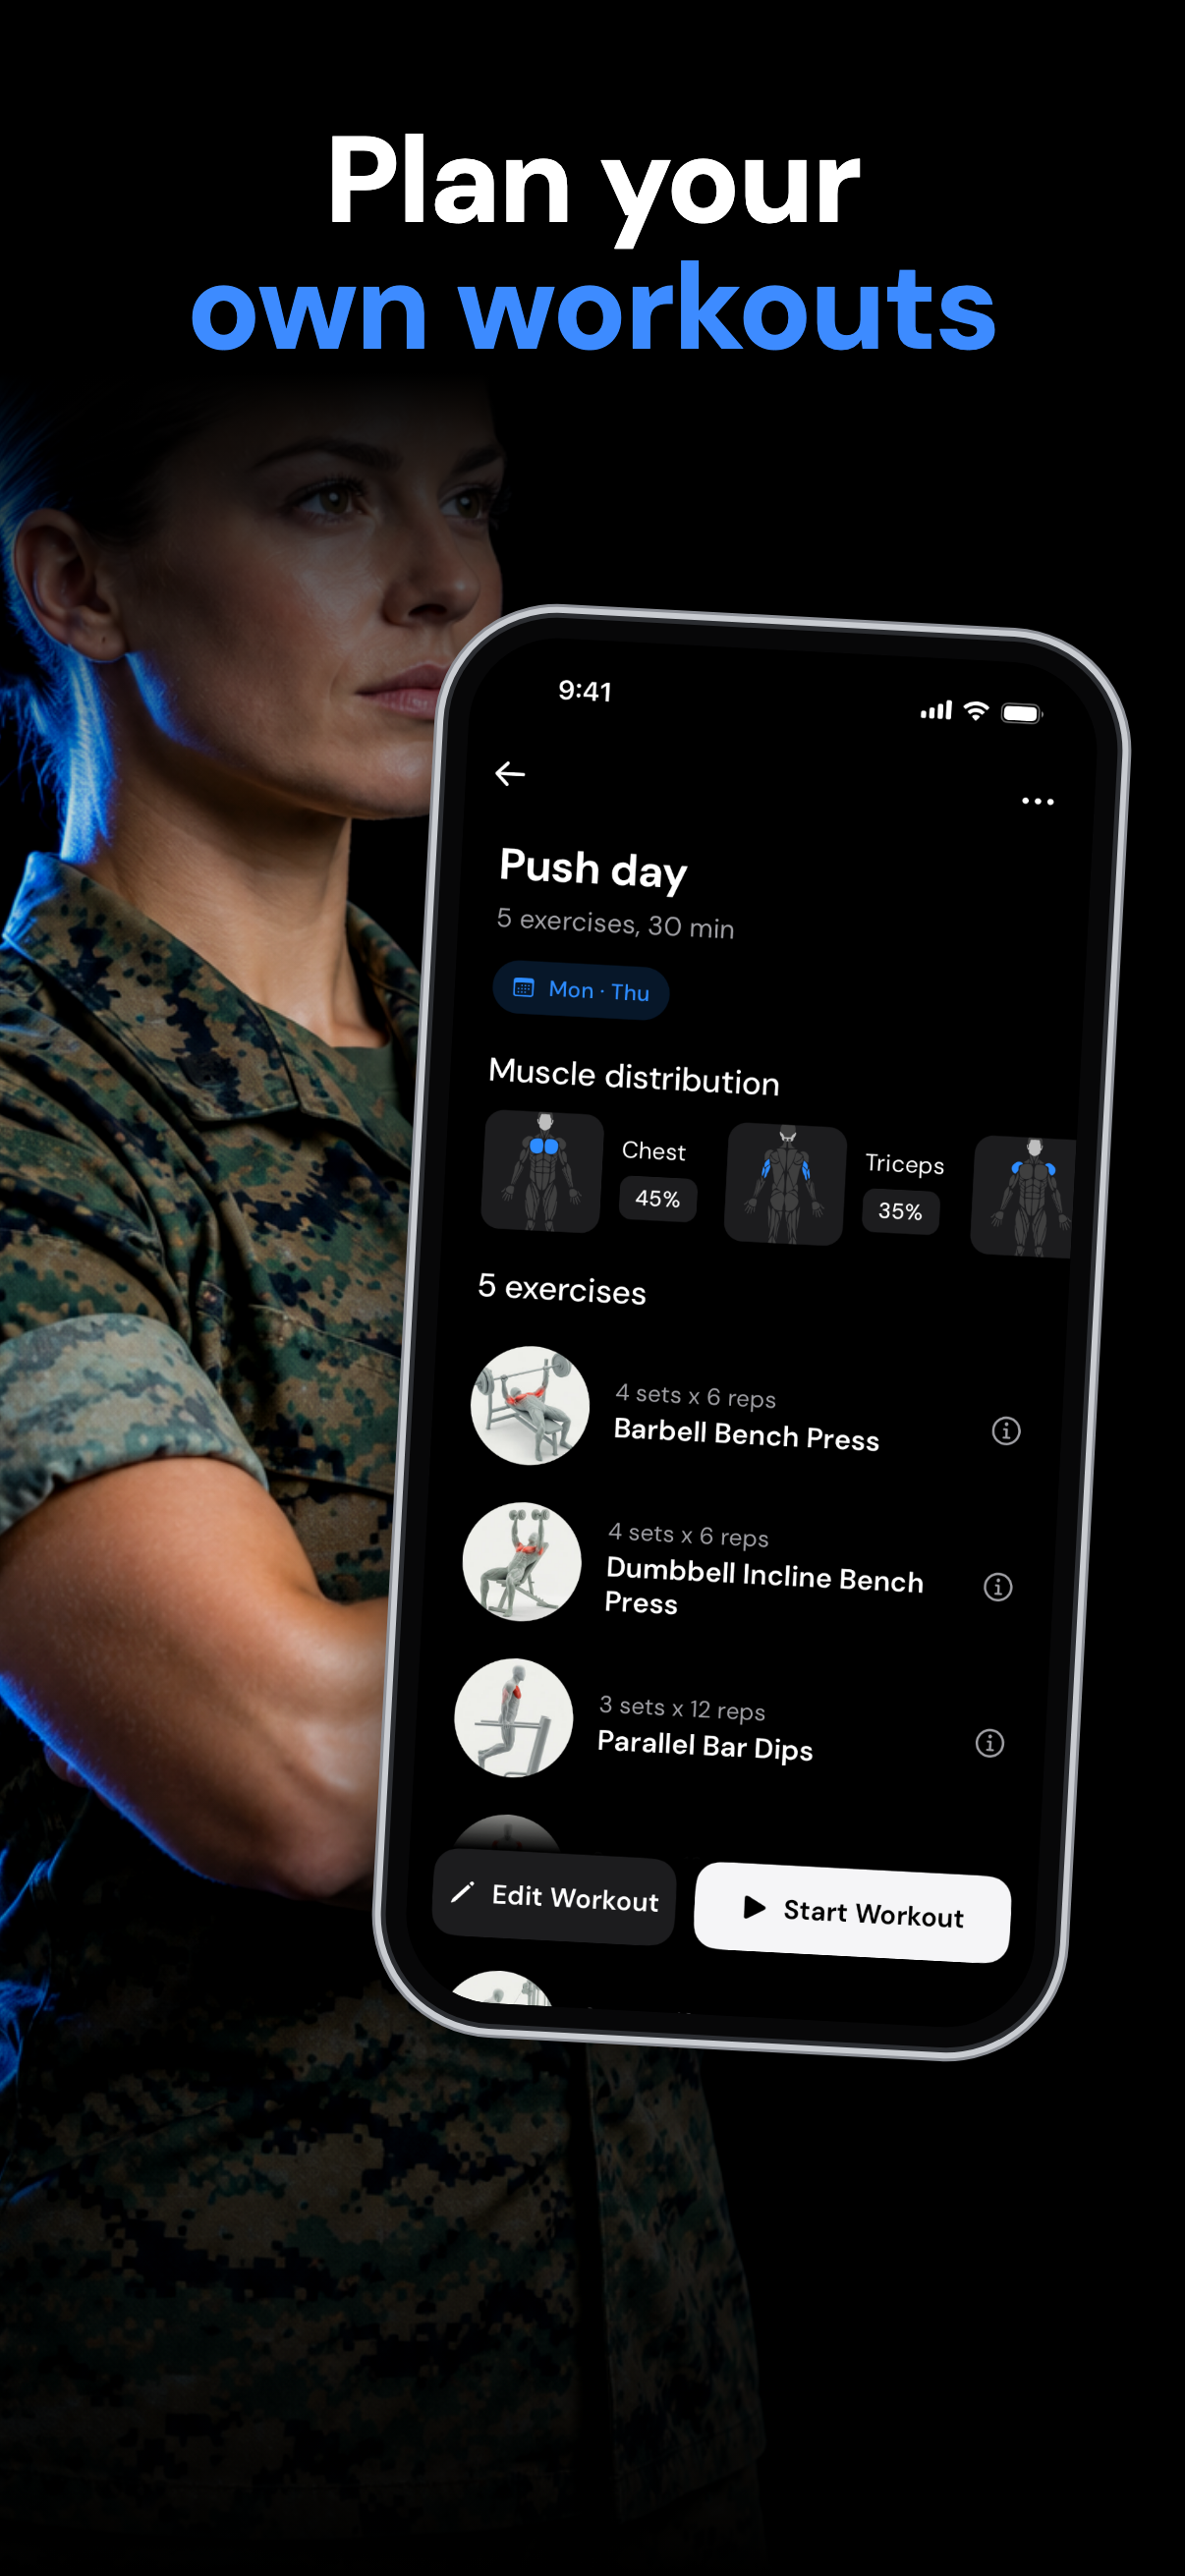 Plan your
own workouts
9:41
Push day
5 exercises, 30 min
Mon · Thu
Muscle distribution
Chest
45%
Triceps
35%
5 exercises
4 sets x 6 reps
Barbell Bench Press
4 sets x 6 reps
Dumbbell Incline Bench
Press
3 sets x 12 reps
Parallel Bar Dips
Edit Workout
Start Workout